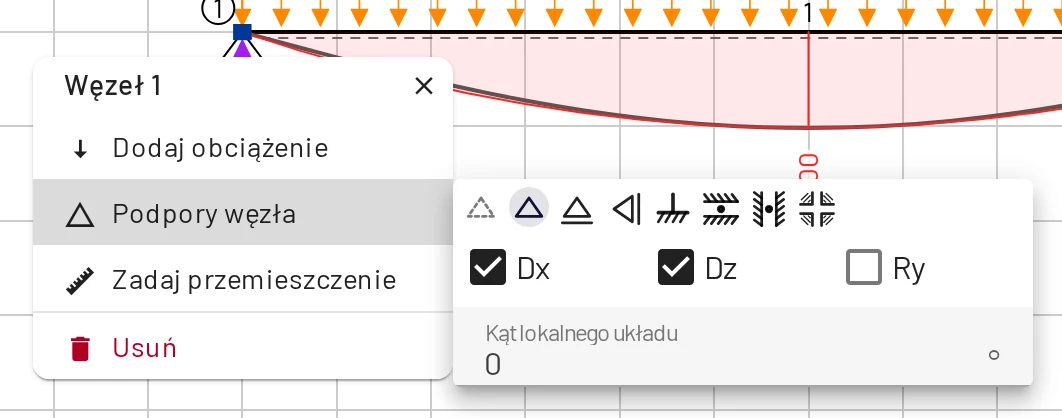 1
1
Węzeł 1
Dodaj obciążenie
Podpory węzła
Zadaj przemieszczenie
Usuń
Dx
Dz
Ry
Kąt lokalnego układu
0
°